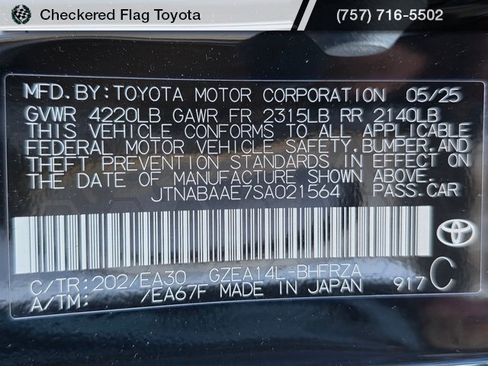 Checkered Flag Toyota
(757) 716-5502
MFD.BY:TOYOTA MOTOR CORPORATION 05/25
GVWR 4220LB GAWR FR 2315LB RR 2140LB
THIS VEHICLE CONFORMS TO ALL APPLICABLE
FEDERAL MOTOR VEHICLE SAFETY,BUMPER,AND
THEFT PREVENTION STANDARDS IN EFFECT ON
THE DATE OF MANUFACTURE SHOWN ABOVE.
JTNABAAE7SA021564 PASS.CAR
C/TR:202/EA30 GZEA14L-BHFRZA
A/TM: /EA67F MADE IN JAPAN 917 C
TOYOTA